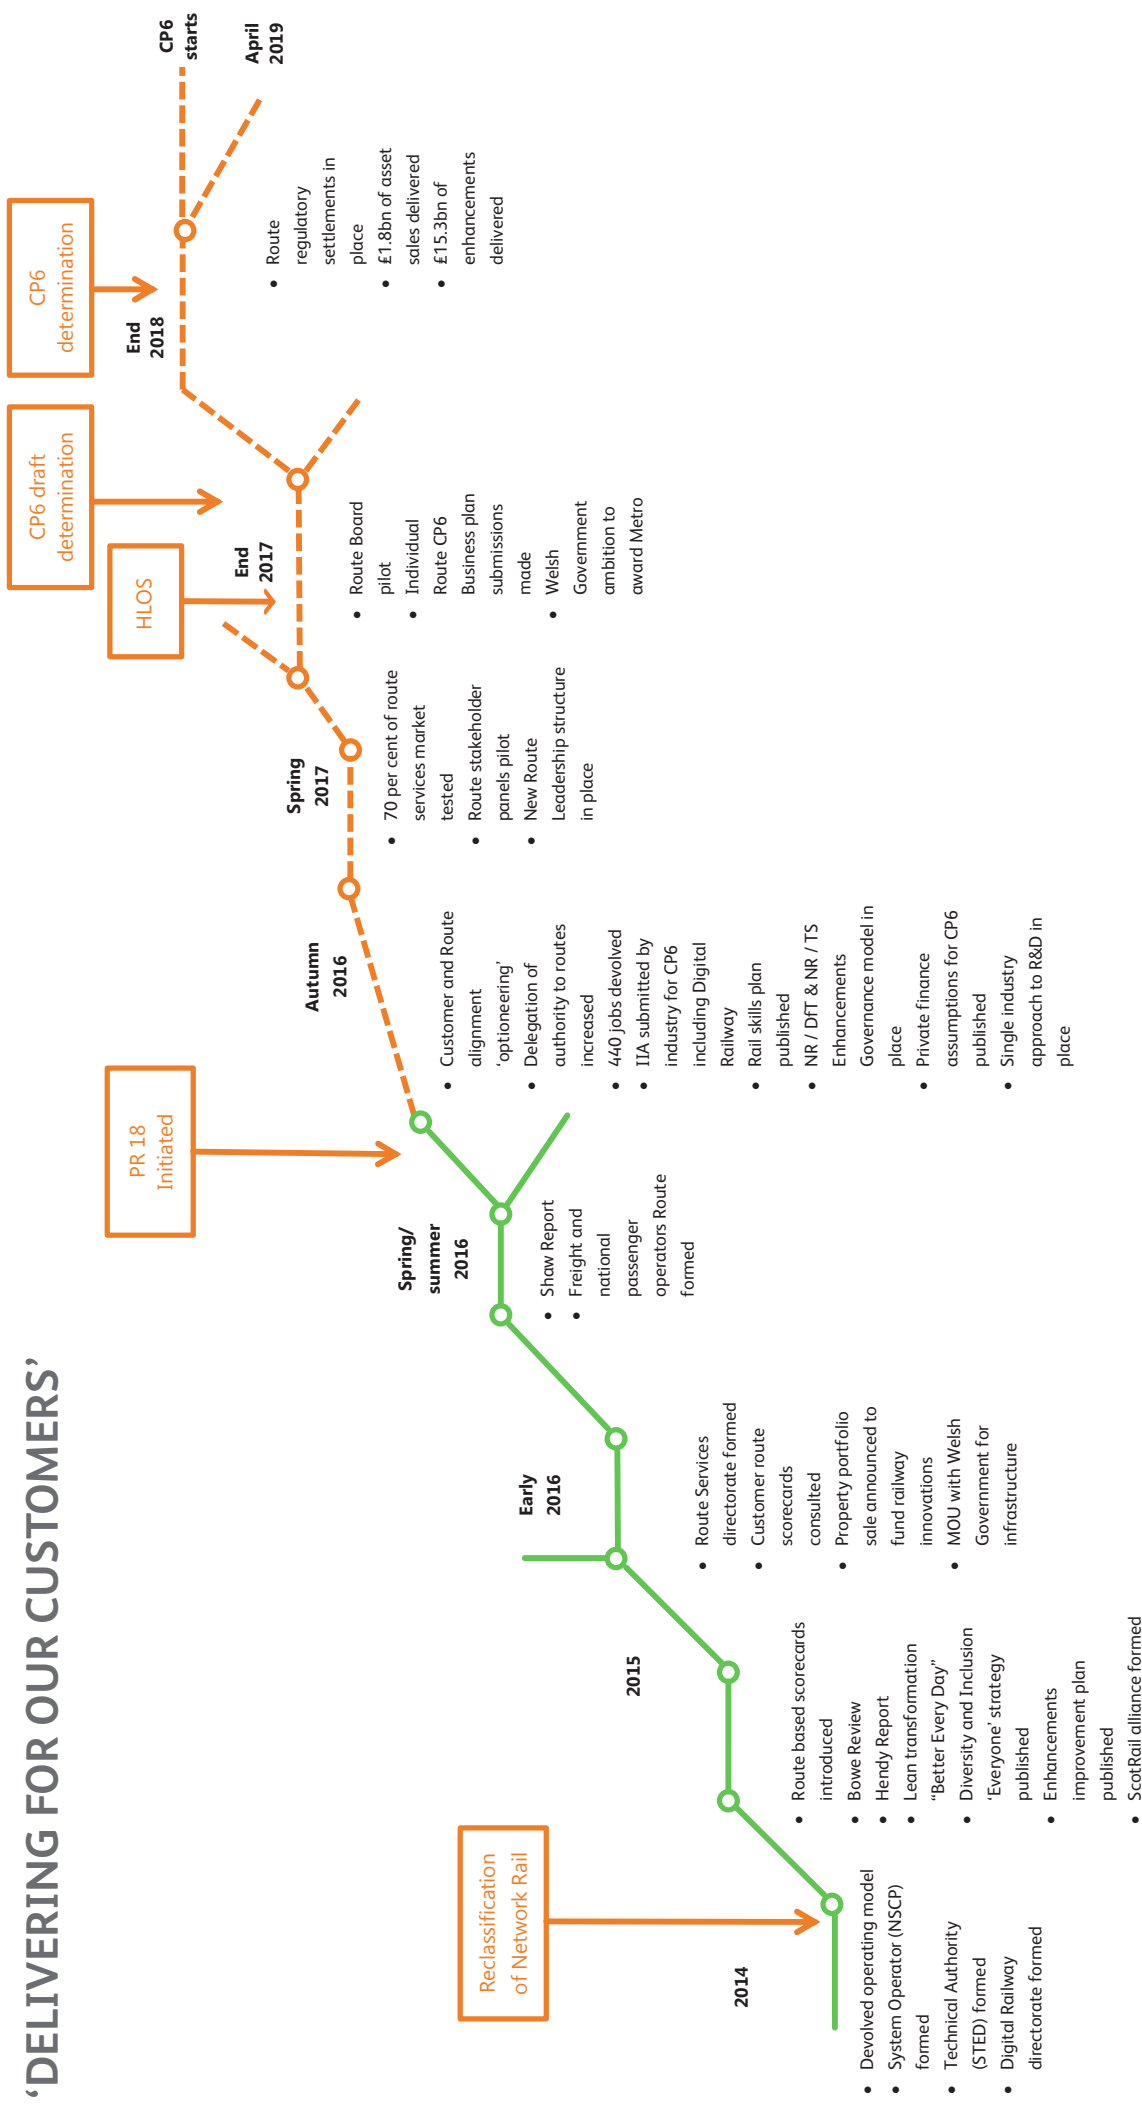 ‘DELIVERING FOR OUR CUSTOMERS’
Reclassification
of Network Rail
2014
• Devolved operating model
• System Operator (NSCP)
formed
• Technical Authority
(STED) formed
• Digital Railway
directorate formed
2015
• Route based scorecards
introduced
• Bowe Review
• Hendy Report
• Lean transformation
“Better Every Day”
• Diversity and Inclusion
‘Everyone’ strategy
published
• Enhancements
improvement plan
published
• ScotRail alliance formed
Early
2016
• Route Services
directorate formed
• Customer route
scorecards
consulted
• Property portfolio
sale announced to
fund railway
innovations
• MOU with Welsh
Government for
infrastructure
Spring/
summer
2016
• Shaw Report
• Freight and
national
passenger
operators Route
formed
PR 18
Initiated
Autumn
2016
• Customer and Route
alignment
‘optioneering’
• Delegation of
authority to routes
increased
• 440 jobs devolved
• IIA submitted by
industry for CP6
including Digital
Railway
• Rail skills plan
published
• NR / DfT & NR / TS
Enhancements
Governance model in
place
• Private finance
assumptions for CP6
published
• Single industry
approach to R&D in
place
Spring
2017
• 70 per cent of route
services market
tested
• Route stakeholder
panels pilot
• New Route
Leadership structure
in place
HLOS
End
2017
• Route Board
pilot
• Individual
Route CP6
Business plan
submissions
made
• Welsh
Government
ambition to
award Metro
CP6 draft
determination
CP6
determination
End
2018
• Route
regulatory
settlements in
place
• £1.8bn of asset
sales delivered
• £15.3bn of
enhancements
delivered
CP6
starts
April
2019